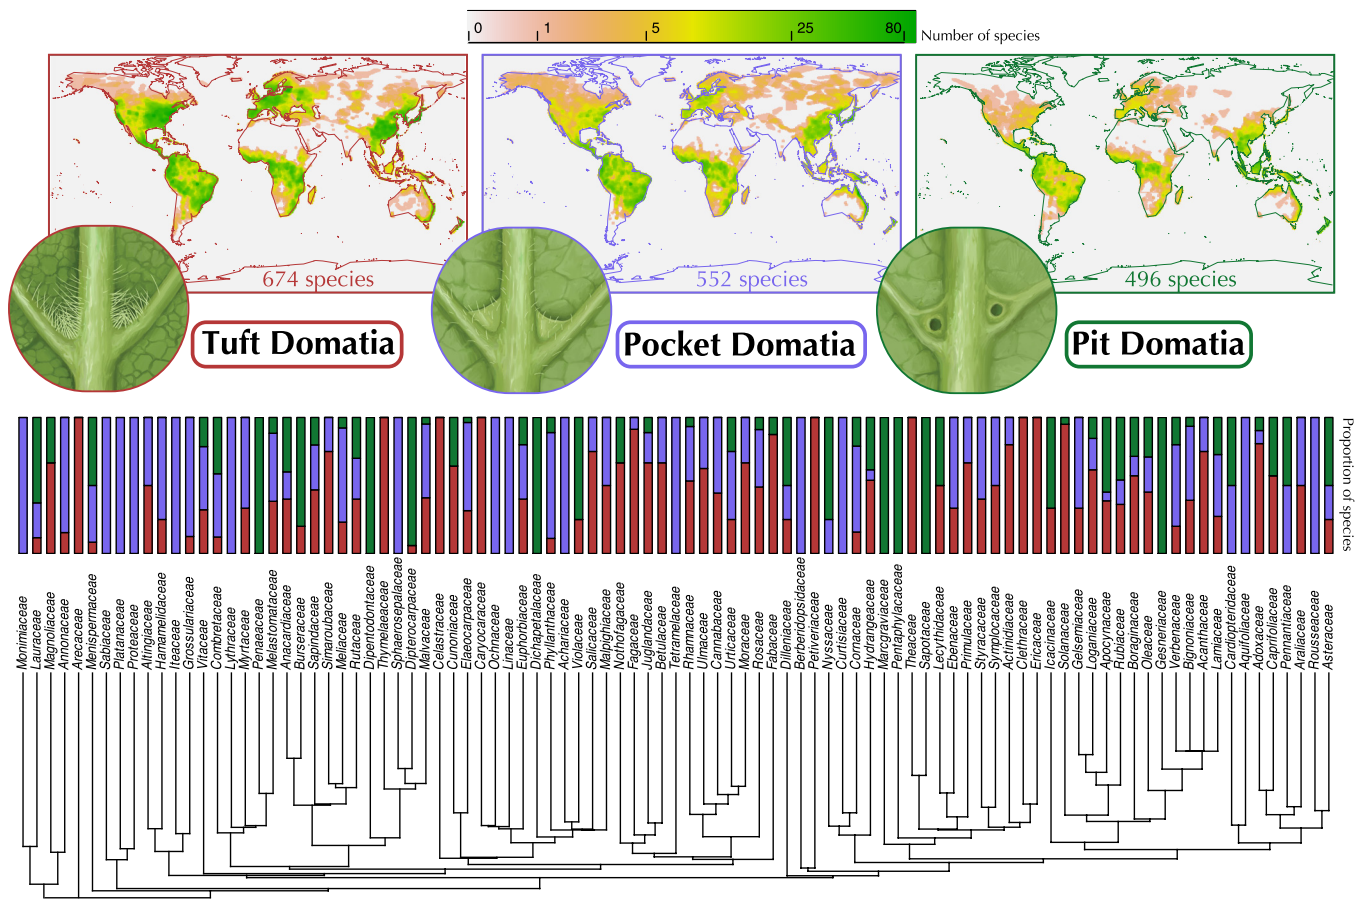 0 1 5 25 80
Number of species
674 species
552 species
496 species
Tuft Domatia
Pocket Domatia
Pit Domatia
Proportion of species
Monimiaceae
Lauraceae
Magnoliaceae
Annonaceae
Arecaceae
Menispermaceae
Sabiaceae
Platanaceae
Proteaceae
Altingiaceae
Hamamelidaceae
Iteaceae
Grossulariaceae
Vitaceae
Combretaceae
Lythraceae
Myrtaceae
Penaeaceae
Melastomataceae
Anacardiaceae
Burseraceae
Sapindaceae
Simaroubaceae
Meliaceae
Rutaceae
Dipentodontaceae
Thymelaeaceae
Sphaerosepalaceae
Dipterocarpaceae
Malvaceae
Celastraceae
Cunoniaceae
Elaeocarpaceae
Caryocaraceae
Ochnaceae
Linaceae
Euphorbiaceae
Dichapetalaceae
Phyllanthaceae
Achariaceae
Violaceae
Salicaceae
Malpighiaceae
Nothofagaceae
Fagaceae
Juglandaceae
Betulaceae
Tetramelaceae
Rhamnaceae
Ulmaceae
Cannabaceae
Urticaceae
Moraceae
Rosaceae
Fabaceae
Dilleniaceae
Berberidopsidaceae
Petiveriaceae
Nyssaceae
Curtisiaceae
Cornaceae
Hydrangeaceae
Marcgraviaceae
Pentaphylacaceae
Theaceae
Sapotaceae
Lecythidaceae
Ebenaceae
Primulaceae
Styracaceae
Symplocaceae
Actinidiaceae
Clethraceae
Ericaceae
Icacinaceae
Solanaceae
Gelsemiaceae
Loganiaceae
Apocynaceae
Rubiaceae
Boraginaceae
Oleaceae
Gesneriaceae
Verbenaceae
Bignoniaceae
Acanthaceae
Lamiaceae
Cardiopteridaceae
Aquifoliaceae
Adoxaceae
Caprifoliaceae
Pennantiaceae
Araliaceae
Rousseaceae
Asteraceae